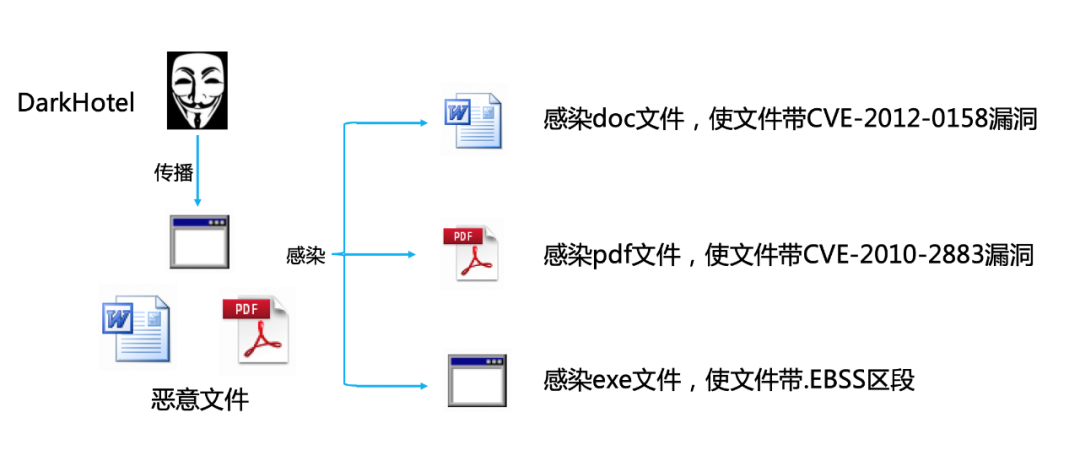 DarkHotel
传播
感染
恶意文件
感染doc文件，使文件带CVE-2012-0158漏洞
感染pdf文件，使文件带CVE-2010-2883漏洞
感染exe文件，使文件带.EBSS区段
W
PDF
W
PDF